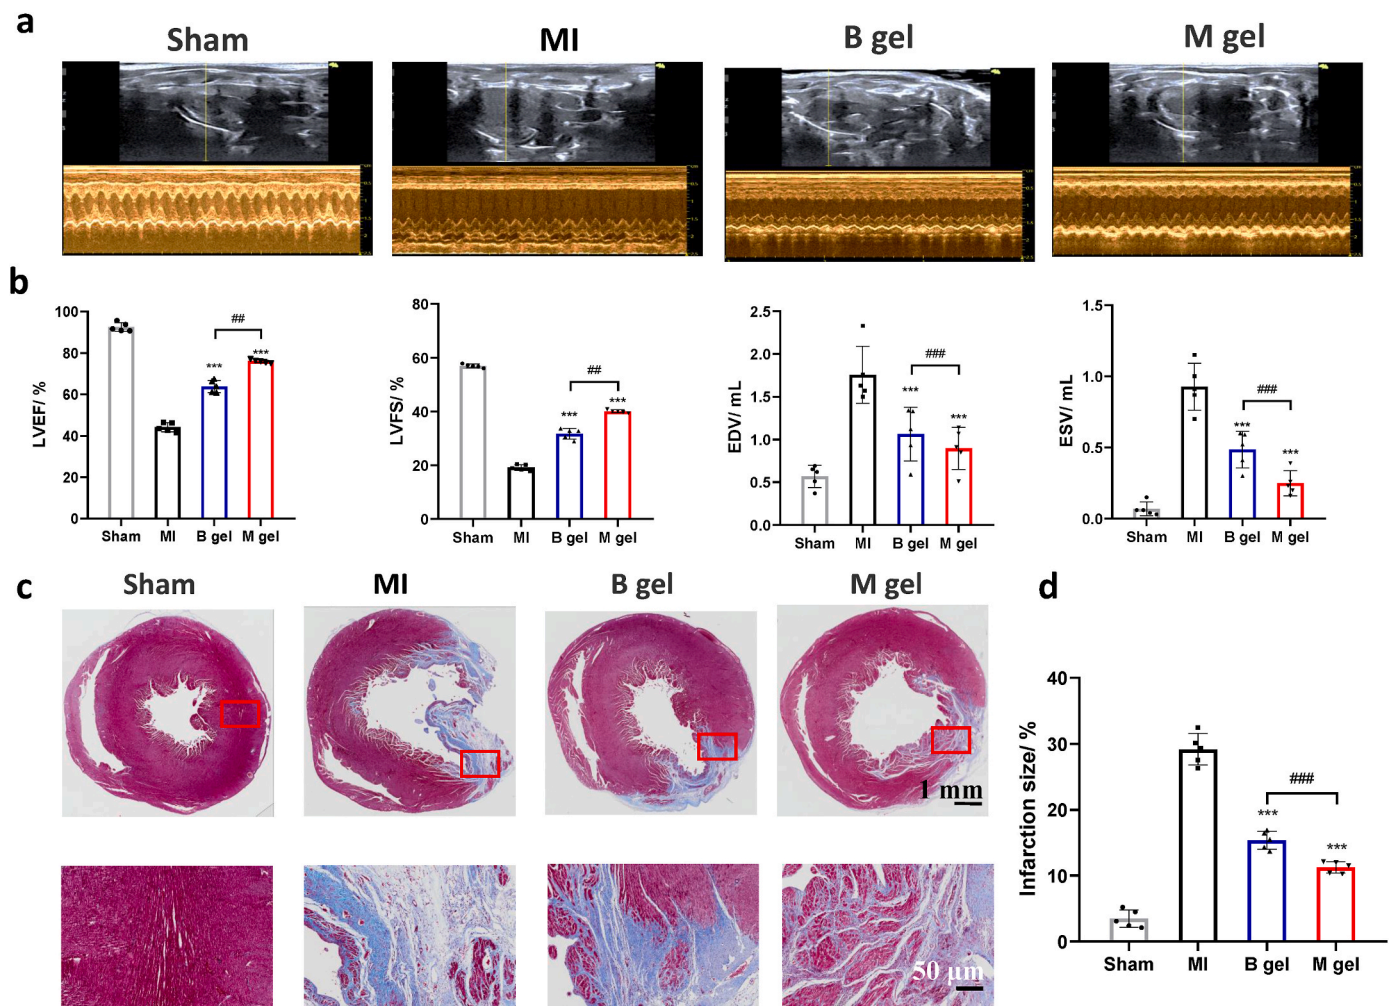 a
Sham MI B gel M gel
b
LVEF/ %
100
80
60
40
20
0
##
***
***
Sham MI B gel M gel
LVFS/ %
80
60
40
20
0
##
***
***
Sham MI B gel M gel
EDV/ mL
2.5
2.0
1.5
1.0
0.5
0.0
###
***
***
Sham MI B gel M gel
ESV/ mL
1.5
1.0
0.5
0.0
###
***
***
Sham MI B gel M gel
c
Sham MI B gel M gel
1 mm
50 μm
d
Infarction size/ %
40
30
20
10
0
###
***
***
Sham MI B gel M gel